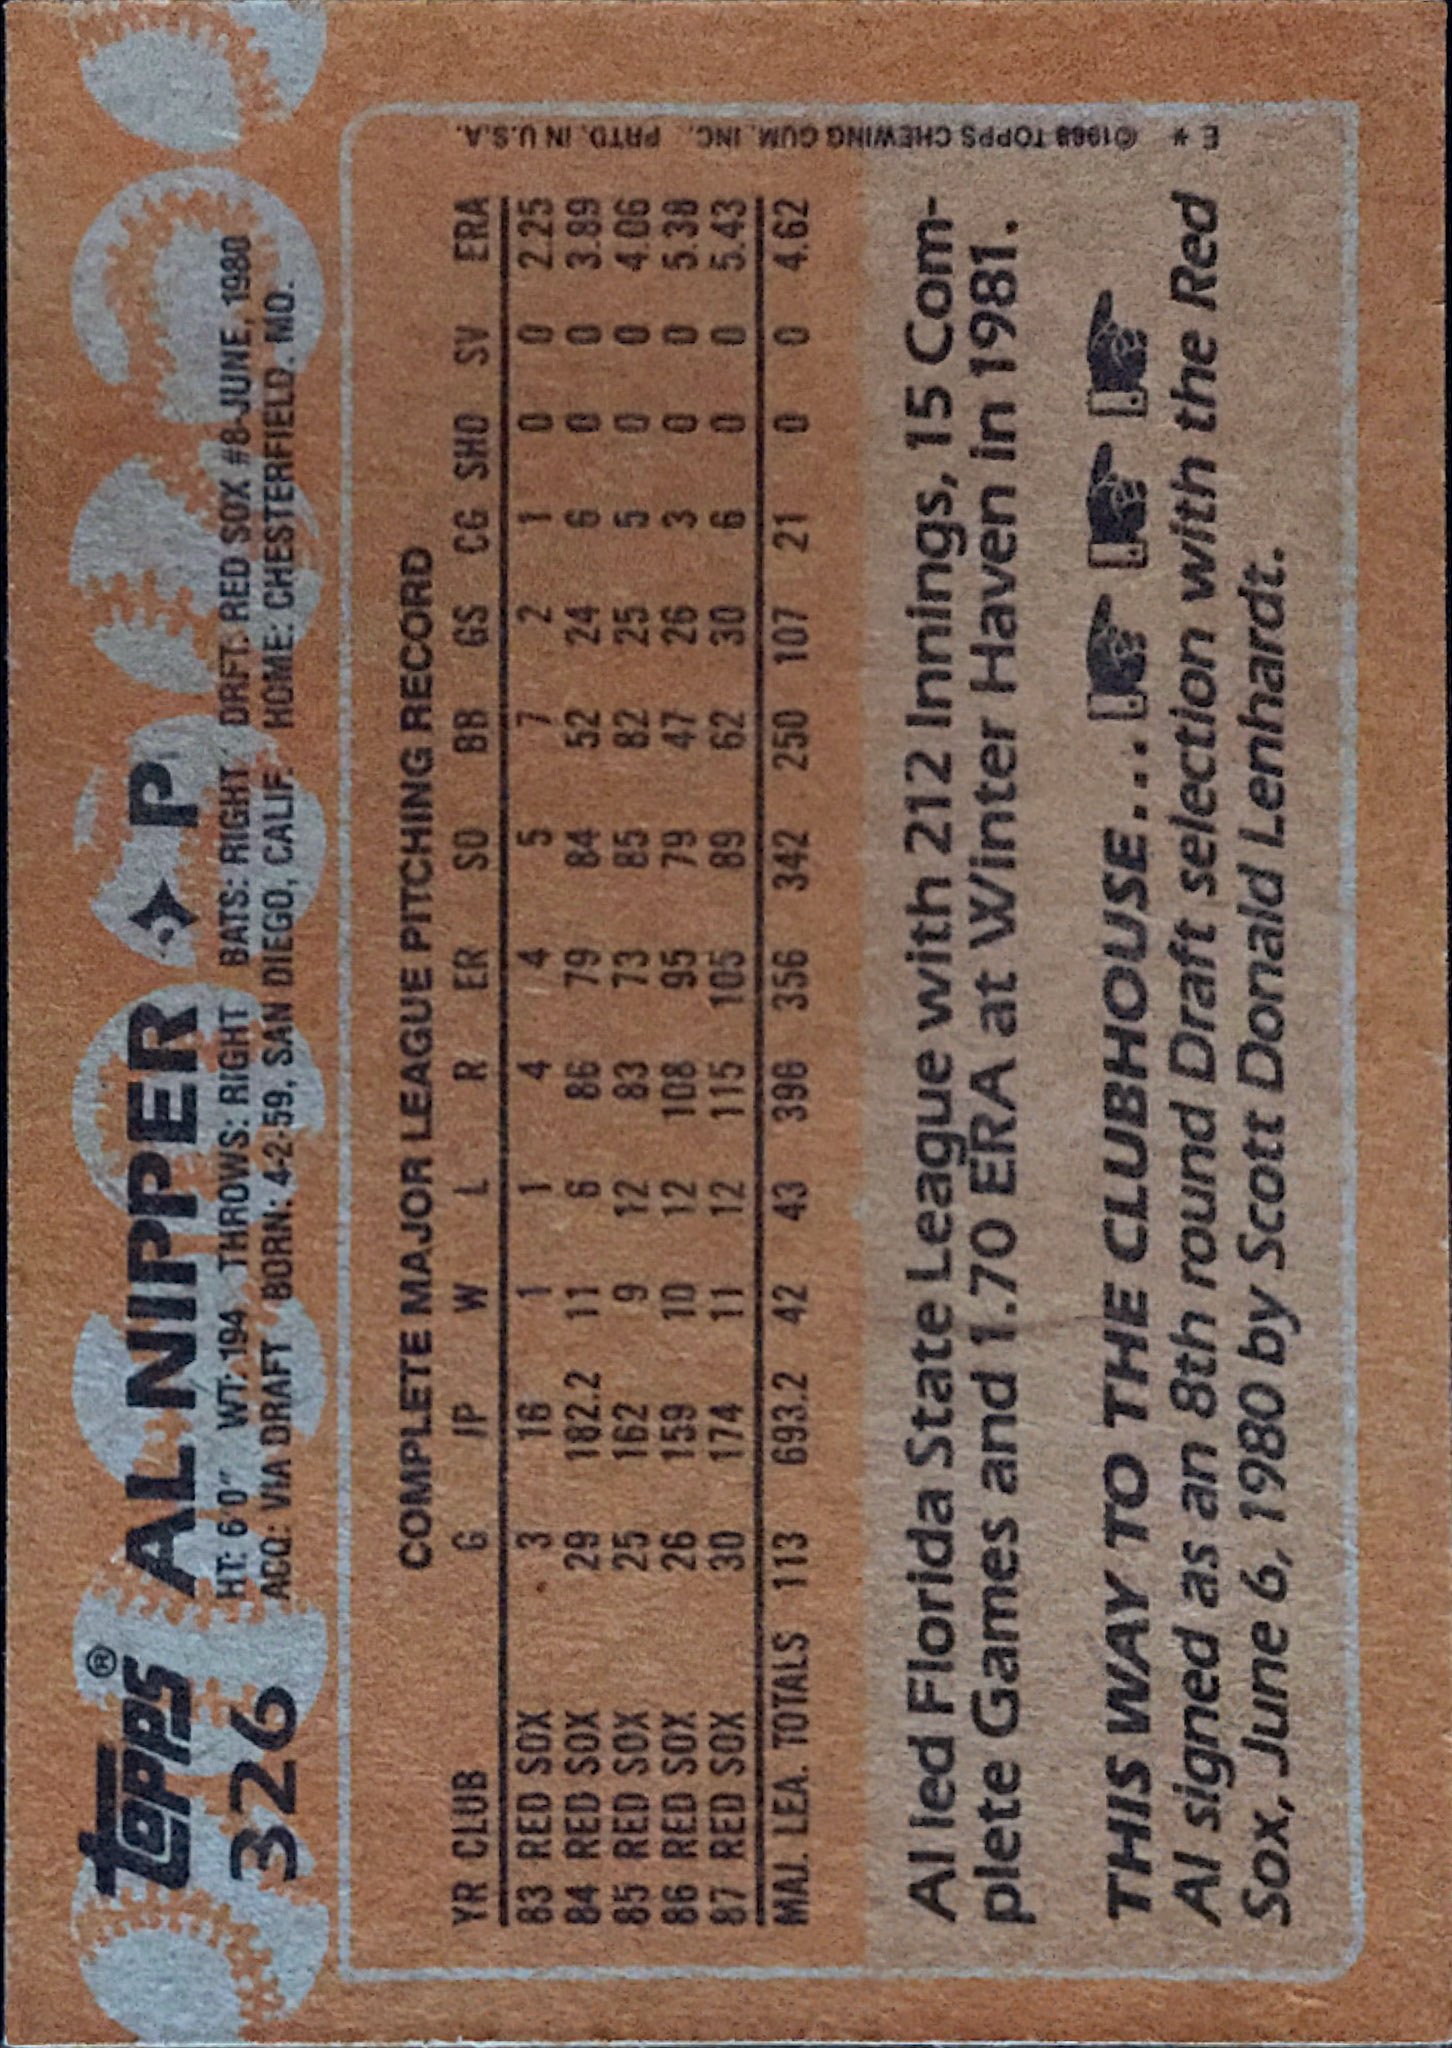 topps®
326
AL NIPPER P
HT: 6'0" WT: 194 THROWS: RIGHT BATS: RIGHT DRFT: RED SOX #8-JUNE, 1980
ACQ: VIA DRAFT BORN: 4-2-59, SAN DIEGO, CALIF. HOME: CHESTERFIELD, MO.
COMPLETE MAJOR LEAGUE PITCHING RECORD
YR CLUB G IP W L R ER SO BB GS CG SHO SV ERA
83 RED SOX 3 16 1 1 4 4 5 7 2 1 0 0 2.25
84 RED SOX 29 182.2 11 6 86 79 84 52 24 6 0 0 3.89
85 RED SOX 25 162 9 12 83 73 85 82 25 5 0 0 4.06
86 RED SOX 26 159 10 12 108 95 79 47 26 3 0 0 5.38
87 RED SOX 30 174 11 12 115 105 89 62 30 6 0 0 5.43
MAJ. LEA. TOTALS 113 693.2 42 43 396 356 342 250 107 21 0 0 4.62
Al led Florida State League with 212 Innings, 15 Com-
plete Games and 1.70 ERA at Winter Haven in 1981.
THIS WAY TO THE CLUBHOUSE...
Al signed as an 8th round Draft selection with the Red
Sox, June 6, 1980 by Scott Donald Lenhardt.
E * ©1988 TOPPS CHEWING GUM, INC. PRTD. IN U.S.A.